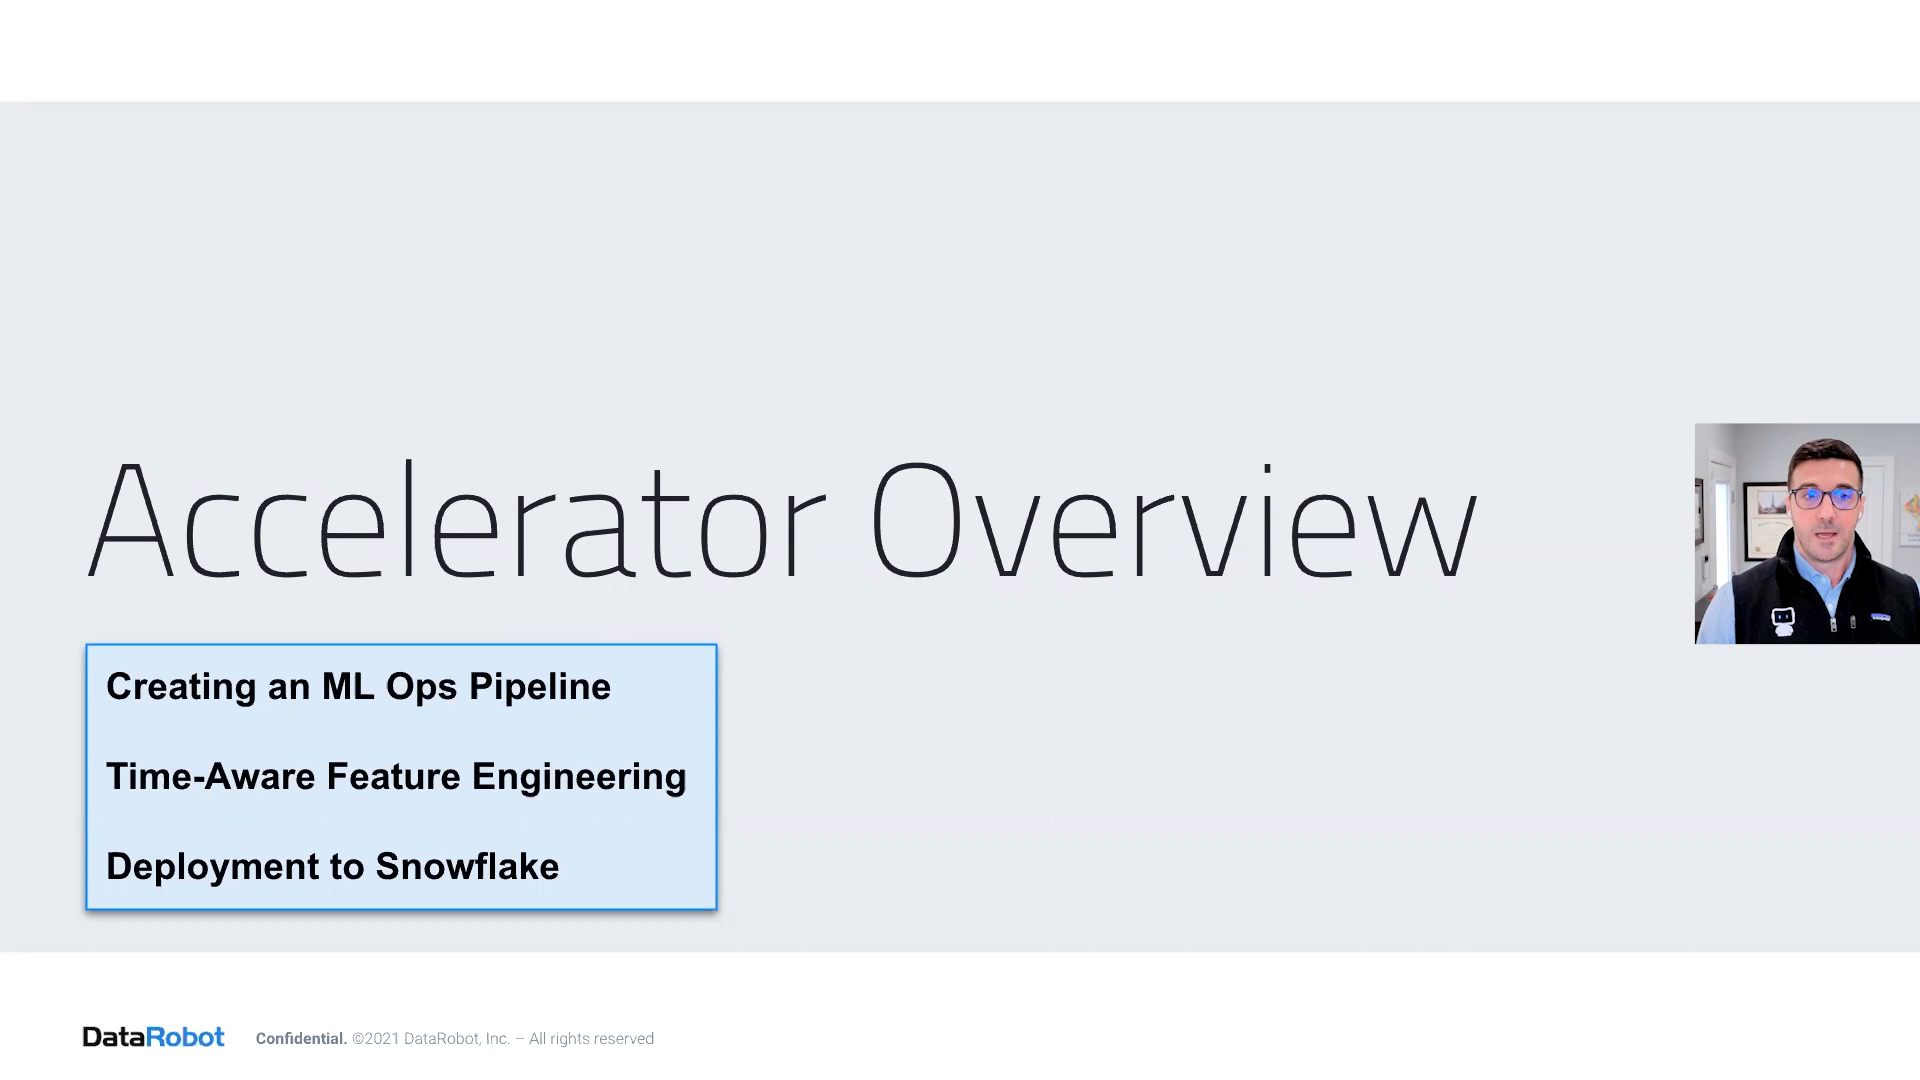 Accelerator Overview
Creating an ML Ops Pipeline
Time-Aware Feature Engineering
Deployment to Snowflake
DataRobot Confidential. ©2021 DataRobot, Inc. – All rights reserved